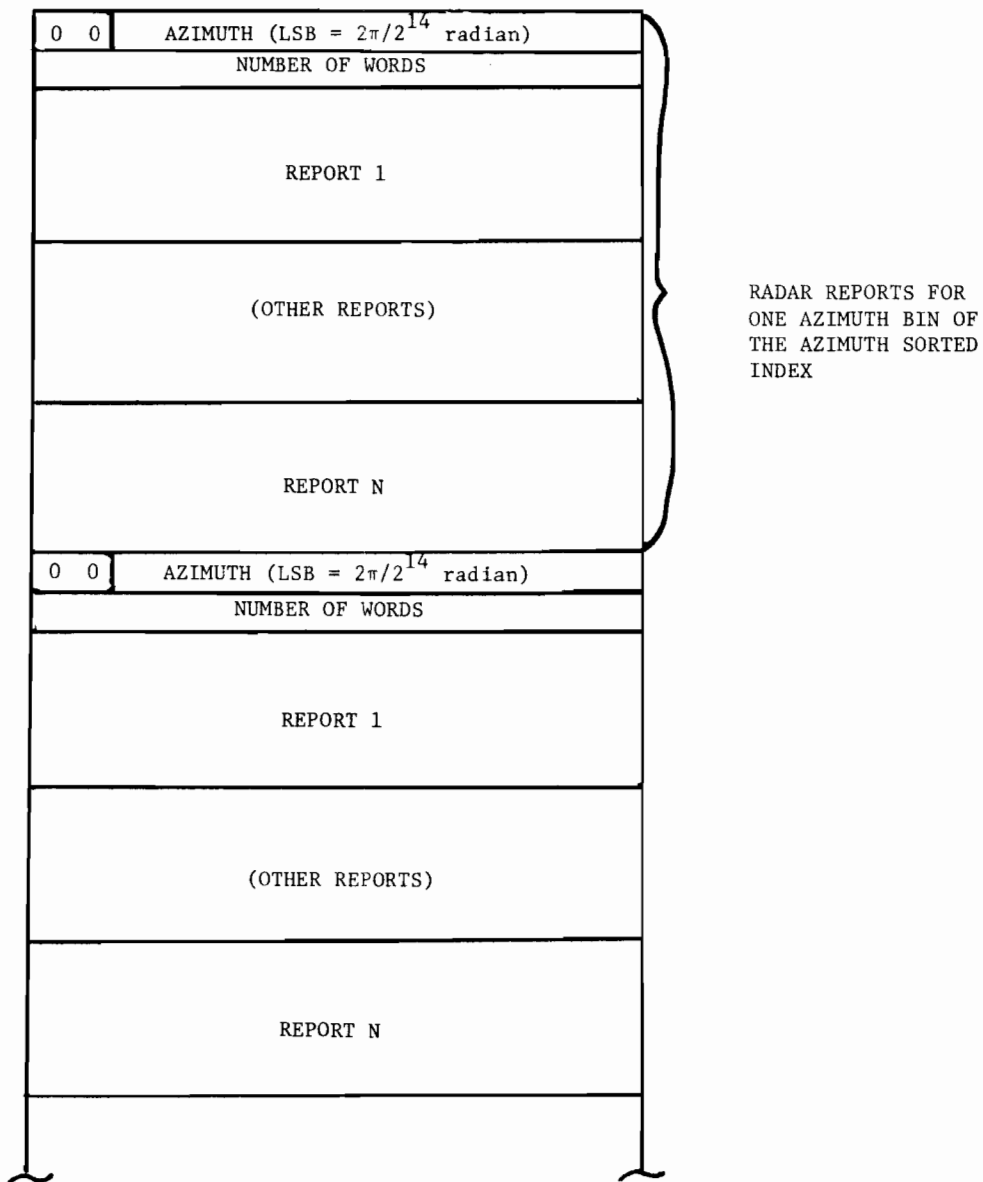 0 0 AZIMUTH (LSB = 2π/2^14 radian)
NUMBER OF WORDS
REPORT 1
(OTHER REPORTS)
REPORT N
RADAR REPORTS FOR
ONE AZIMUTH BIN OF
THE AZIMUTH SORTED
INDEX
0 0 AZIMUTH (LSB = 2π/2^14 radian)
NUMBER OF WORDS
REPORT 1
(OTHER REPORTS)
REPORT N